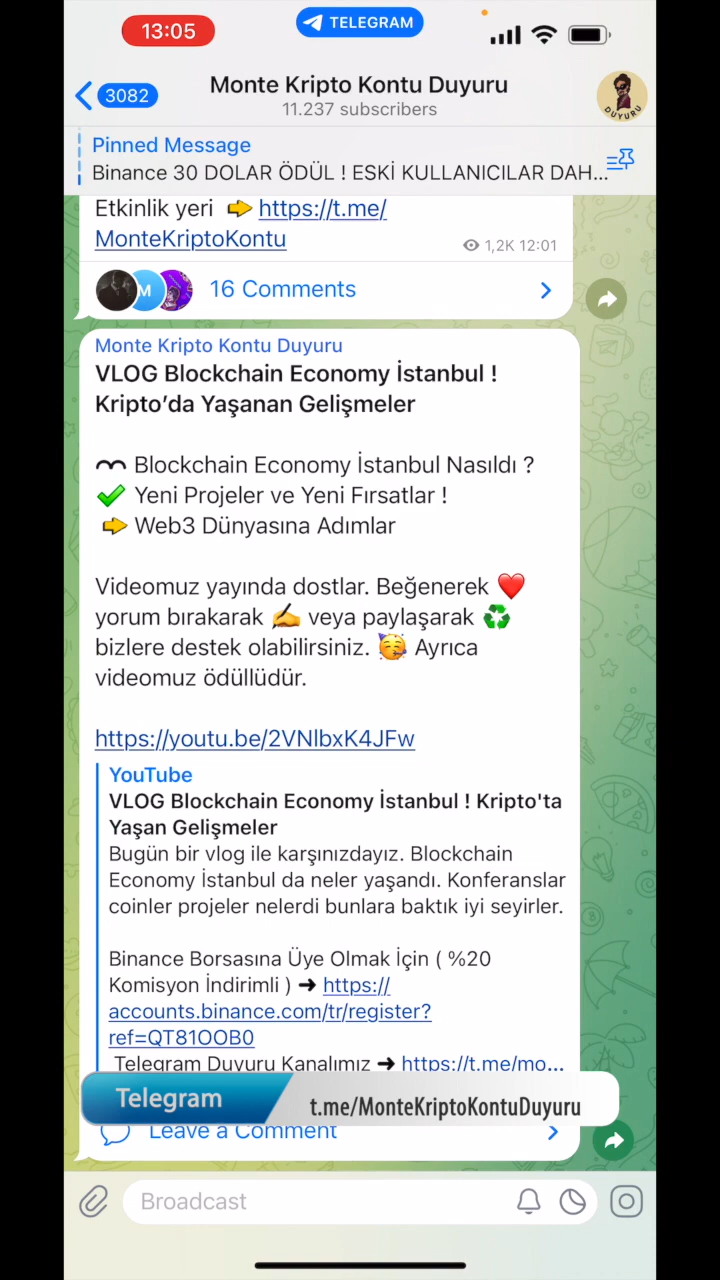 13:05
TELEGRAM
3082
Monte Kripto Kontu Duyuru
11.237 subscribers
DUYURU
Pinned Message
Binance 30 DOLAR ÖDÜL ! ESKİ KULLANICILAR DAH...
Etkinlik yeri 👉 https://t.me/
MonteKriptoKontu
1,2K 12:01
M
16 Comments
Monte Kripto Kontu Duyuru
VLOG Blockchain Economy İstanbul !
Kripto’da Yaşanan Gelişmeler
Blockchain Economy İstanbul Nasıldı ?
✔ Yeni Projeler ve Yeni Fırsatlar !
👉 Web3 Dünyasına Adımlar
Videomuz yayında dostlar. Beğenerek ❤️
yorum bırakarak ✍️ veya paylaşarak ♻️
bizlere destek olabilirsiniz. 🥳 Ayrıca
videomuz ödüllüdür.
https://youtu.be/2VNlbxK4JFw
YouTube
VLOG Blockchain Economy İstanbul ! Kripto'ta
Yaşan Gelişmeler
Bugün bir vlog ile karşınızdayız. Blockchain
Economy İstanbul da neler yaşandı. Konferanslar
coinler projeler nelerdi bunlara baktık iyi seyirler.
Binance Borsasına Üye Olmak İçin ( %20
Komisyon İndirimli ) ➜ https://
accounts.binance.com/tr/register?
ref=QT81OOB0
Telegram Duyuru Kanalımız ➜ https://t.me/mo...
Telegram
t.me/MonteKriptoKontuDuyuru
Leave a Comment
Broadcast